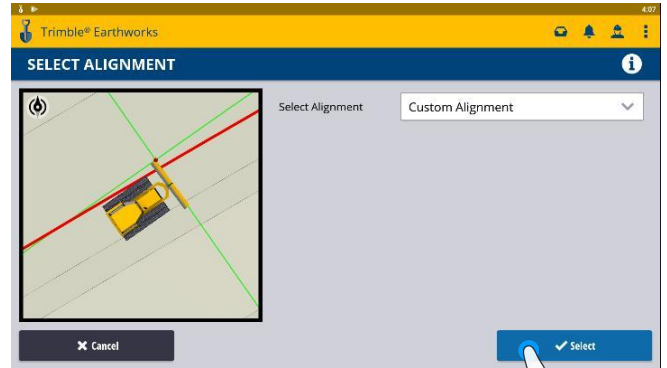 4:07
Trimble® Earthworks
SELECT ALIGNMENT
Select Alignment
Custom Alignment
Cancel
Select